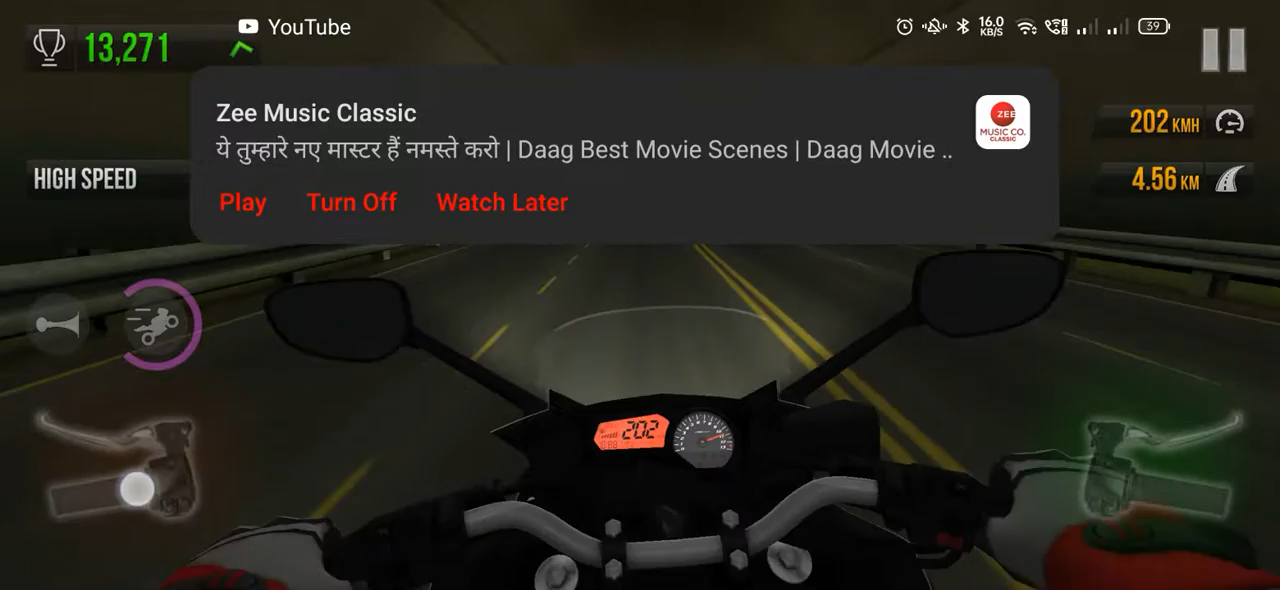 YouTube
16.0
KB/S
39
13,271
Zee Music Classic
ये तुम्हारे नए मास्टर हैं नमस्ते करो | Daag Best Movie Scenes | Daag Movie ..
ZEE
MUSIC CO.
CLASSIC
Play Turn Off Watch Later
202 KMH
HIGH SPEED
4.56 KM
202